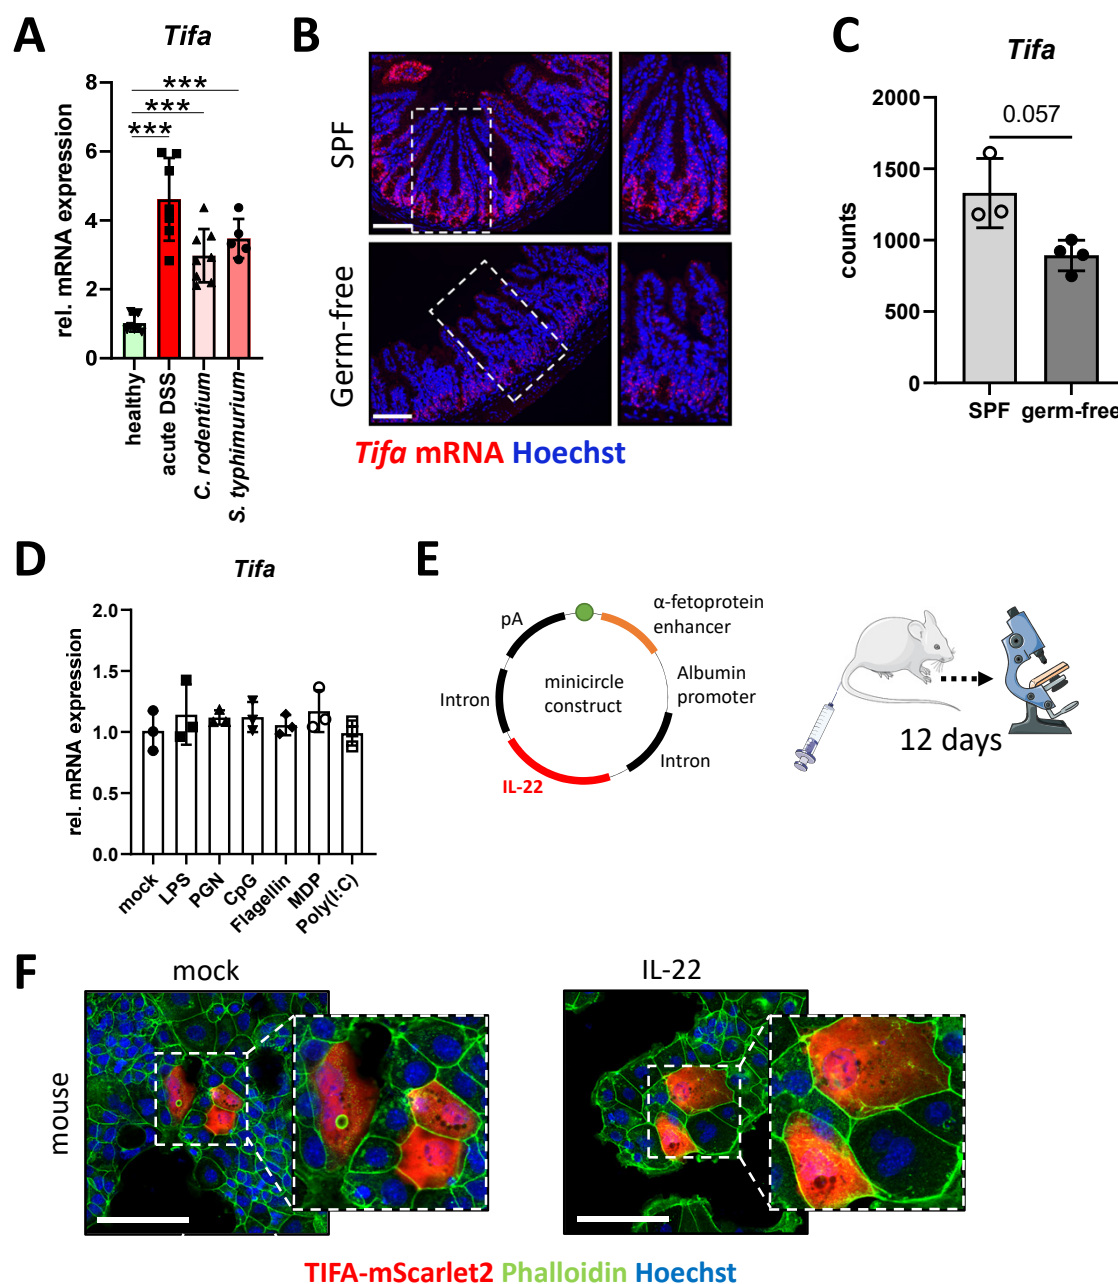 A
Tifa
rel. mRNA expression
8
6
4
2
0
***
***
***
healthy
acute DSS
C. rodentium
S. typhimurium
B
SPF
Germ-free
Tifa mRNA Hoechst
C
Tifa
counts
2000
1500
1000
500
0
0.057
SPF
germ-free
D
Tifa
rel. mRNA expression
2.0
1.5
1.0
0.5
0.0
mock
LPS
PGN
CpG
Flagellin
MDP
Poly(I:C)
E
pA
α-fetoprotein
enhancer
Intron
minicircle
construct
Albumin
promoter
Intron
IL-22
12 days
F
mock
IL-22
mouse
TIFA-mScarlet2 Phalloidin Hoechst